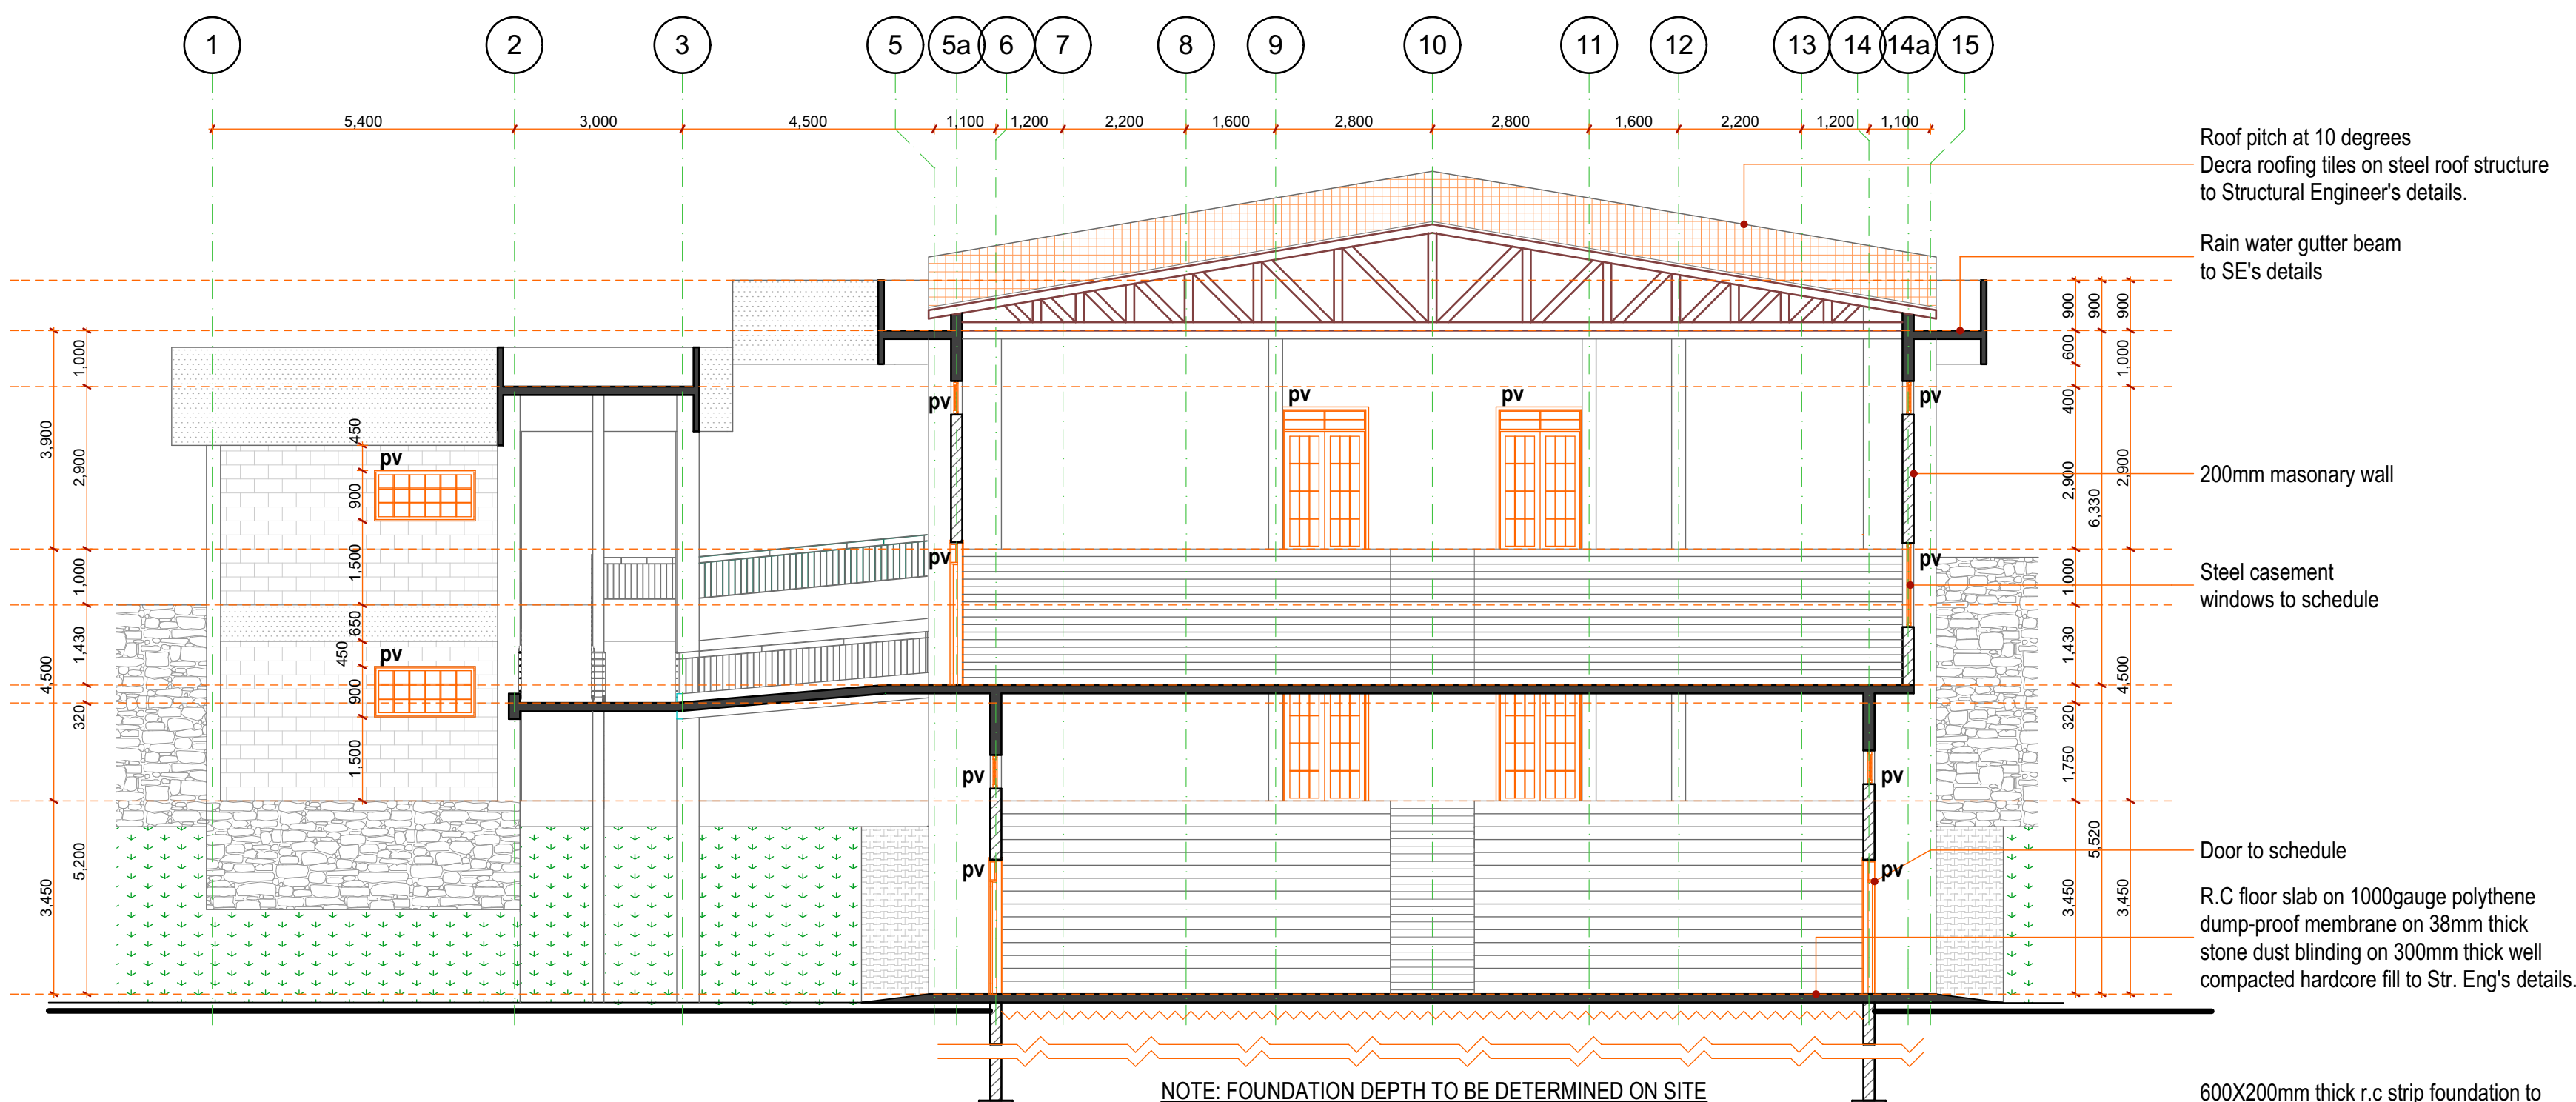 1 2 3 5 5a 6 7 8 9 10 11 12 13 14 14a 15
5,400 3,000 4,500 1,100 1,200 2,200 1,600 2,800 2,800 1,600 2,200 1,200 1,100
Roof pitch at 10 degrees
Decra roofing tiles on steel roof structure
to Structural Engineer's details.
Rain water gutter beam
to SE's details
200mm masonary wall
Steel casement
windows to schedule
Door to schedule
R.C floor slab on 1000gauge polythene
dump-proof membrane on 38mm thick
stone dust blinding on 300mm thick well
compacted hardcore fill to Str. Eng's details.
600X200mm thick r.c strip foundation to
3,900
4,500
3,450
1,000
2,900
1,000
1,430
320
5,200
450
900
1,500
650
450
900
1,500
pv
pv
pv
pv
pv
pv
pv
pv
pv
pv
pv
pv
900
600
400
2,900
1 000
1,430
320
1,750
3,450
900
6,330
5,520
900
1,000
2,900
4,500
3,450
NOTE: FOUNDATION DEPTH TO BE DETERMINED ON SITE